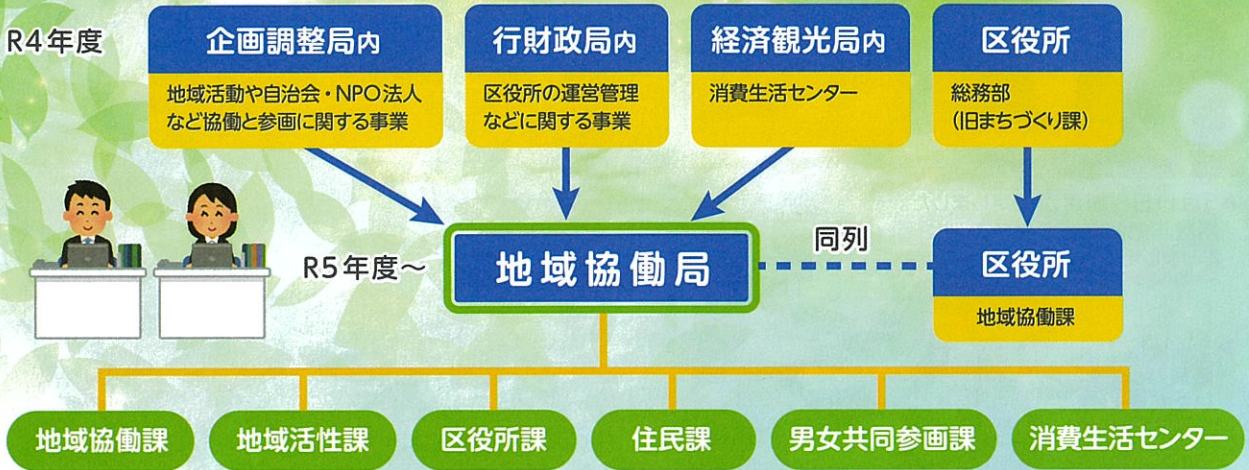 R4年度
企画調整局内
地域活動や自治会・NPO法人
など協働と参画に関する事業
行財政局内
区役所の運営管理
などに関する事業
経済観光局内
消費生活センター
区役所
総務部
(旧まちづくり課)
R5年度～
地域協働局
同列
区役所
地域協働課
地域協働課
地域活性課
区役所課
住民課
男女共同参画課
消費生活センター